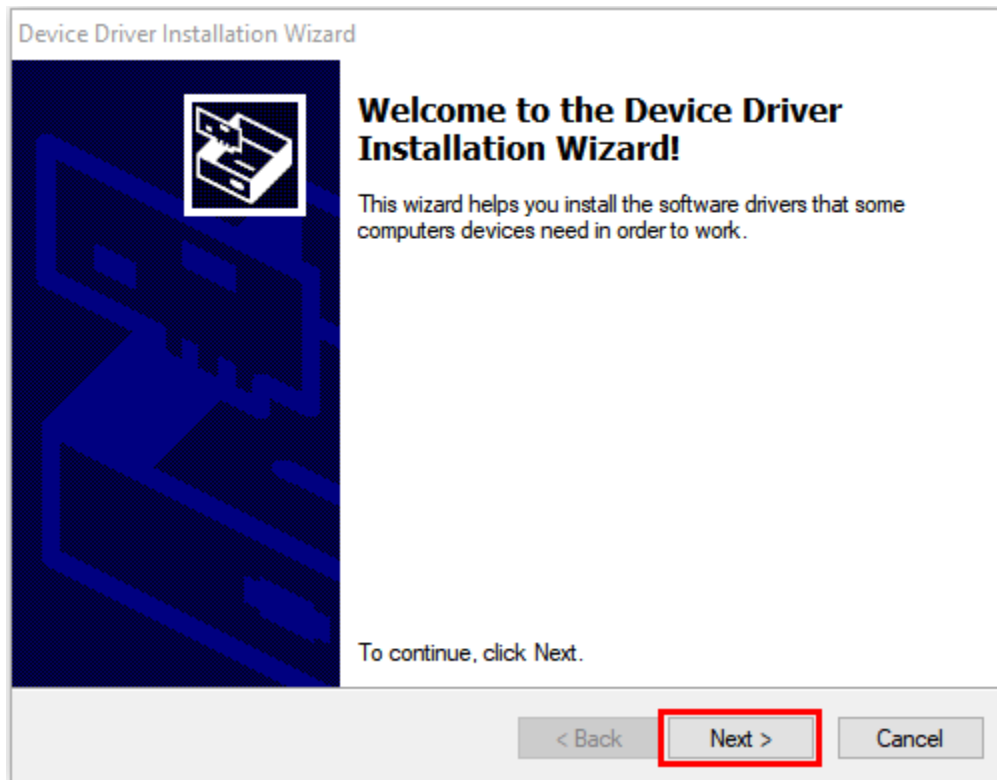 Device Driver Installation Wizard
Welcome to the Device Driver
Installation Wizard!
This wizard helps you install the software drivers that some
computers devices need in order to work.
To continue, click Next.
< Back
Next >
Cancel